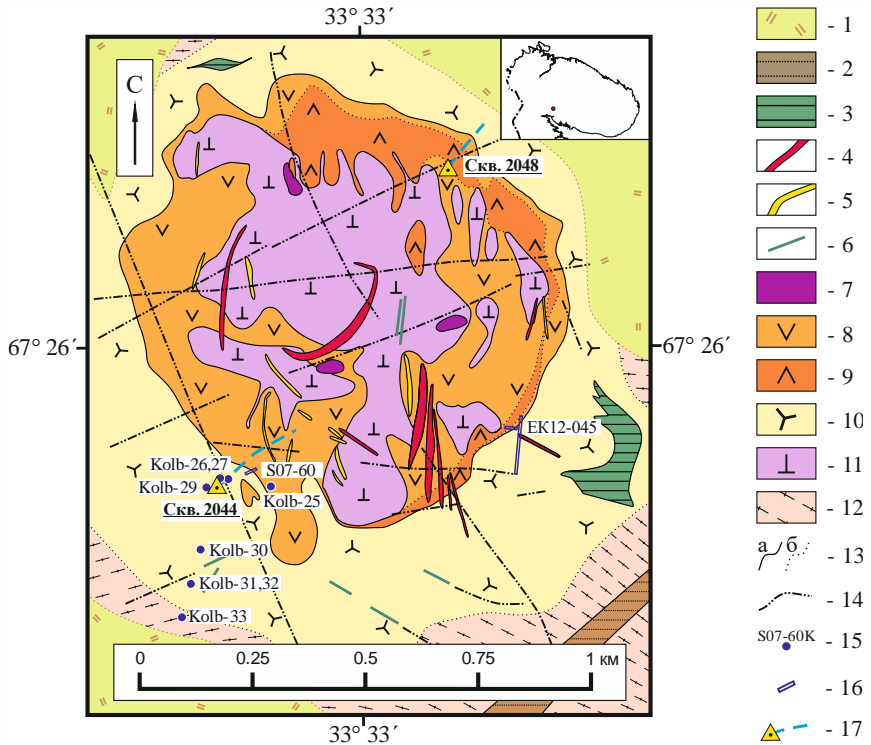 33° 33´
С
Скв. 2048
67° 26´
67° 26´
EK12-045
Kolb-26,27
S07-60
Kolb-29
Kolb-25
Скв. 2044
Kolb-30
Kolb-31,32
Kolb-33
0 0.25 0.5 0.75 1 км
33° 33´
- 1
- 2
- 3
- 4
- 5
- 6
- 7
- 8
- 9
- 10
- 11
- 12
а б - 13
- 14
S07-60K - 15
- 16
- 17